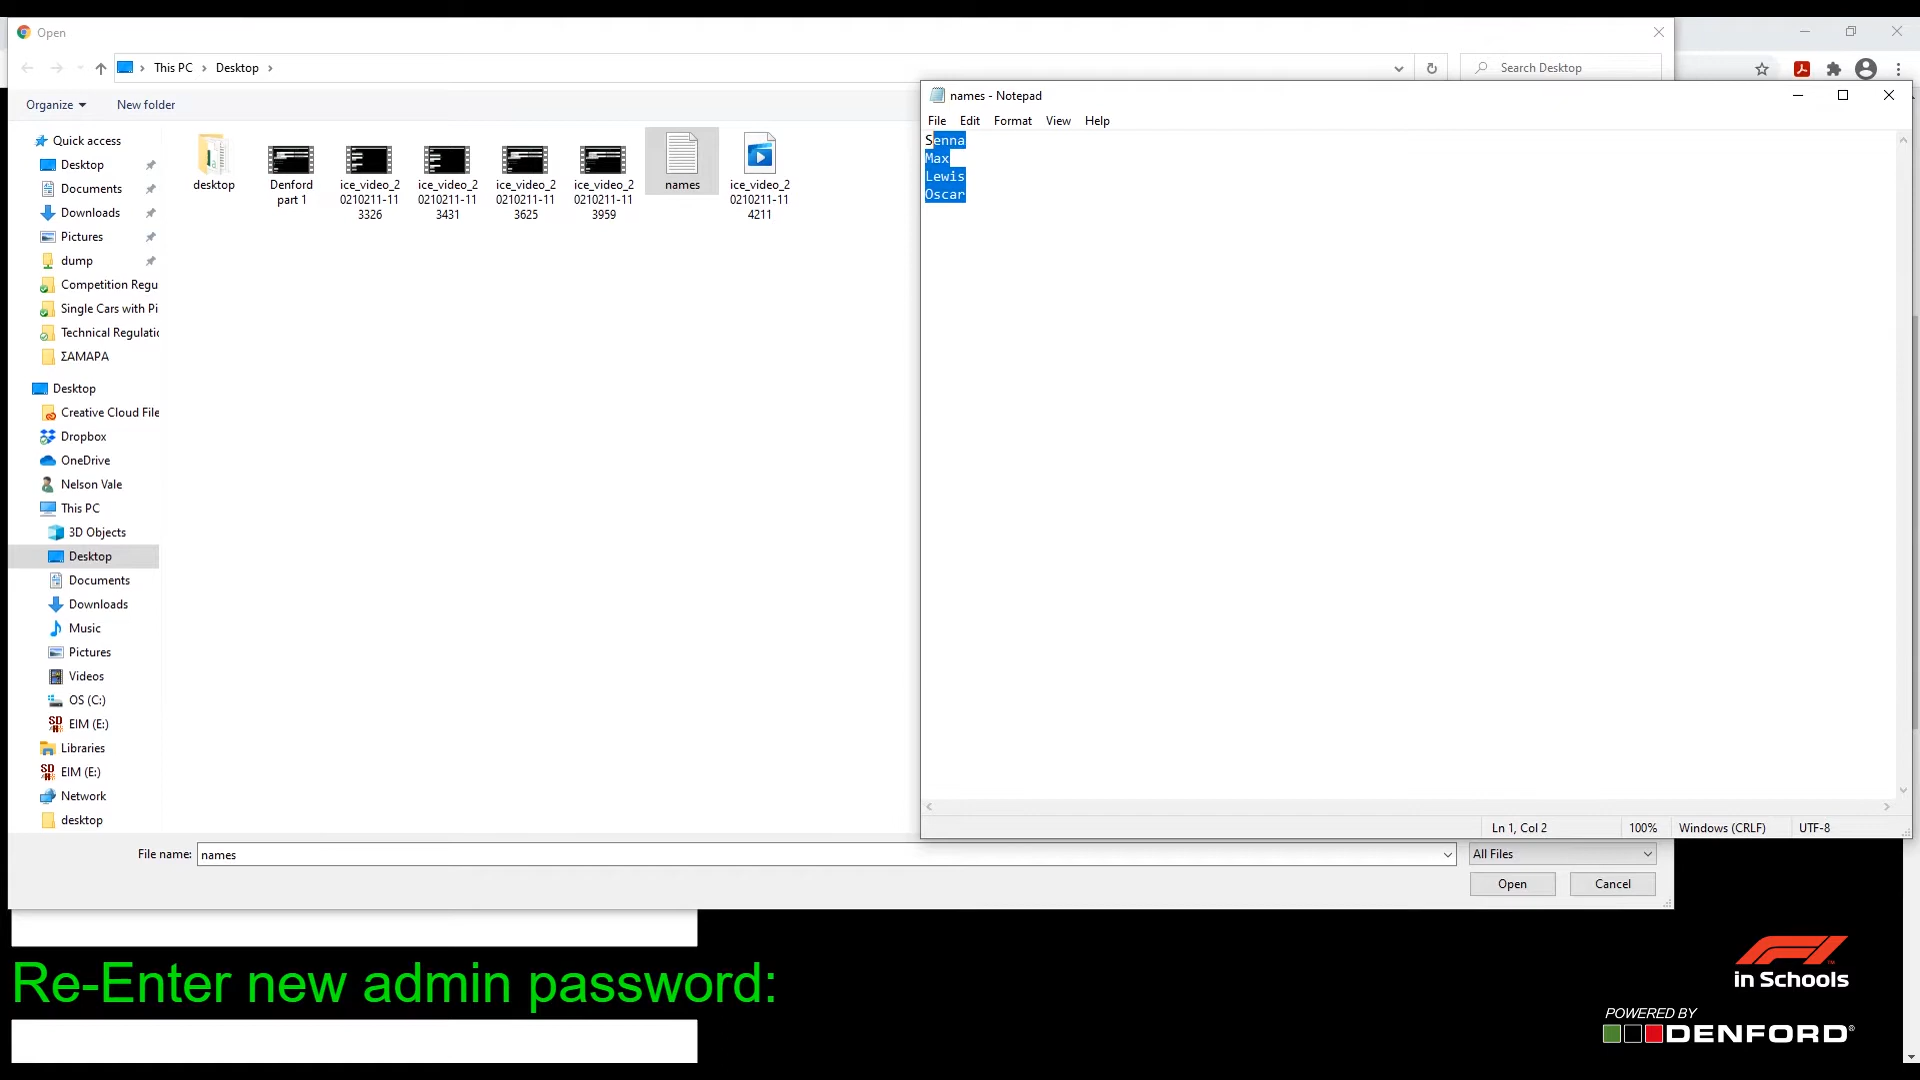 Open
This PC
Desktop
Search Desktop
Organize
New folder
Quick access
Desktop
Documents
Downloads
Pictures
dump
Competition Regu
Single Cars with Pi
Technical Regulatio
ΣΑΜΑΡΑ
Desktop
Creative Cloud File
Dropbox
OneDrive
Nelson Vale
This PC
3D Objects
Desktop
Documents
Downloads
Music
Pictures
Videos
OS (C:)
EIM (E:)
Libraries
EIM (E:)
Network
desktop
desktop
Denford
part 1
ice_video_2
0210211-11
3326
ice_video_2
0210211-11
3431
ice_video_2
0210211-11
3625
ice_video_2
0210211-11
3959
names
ice_video_2
0210211-11
4211
names - Notepad
File Edit Format View Help
Senna
Max
Lewis
Oscar
Ln 1, Col 2 100% Windows (CRLF) UTF-8
File name: names
All Files
Open Cancel
Re-Enter new admin password:
in Schools
POWERED BY
DENFORD